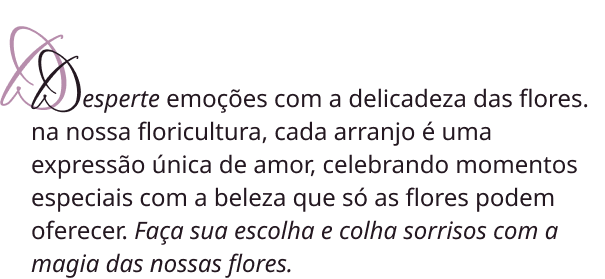 Desperte emoções com a delicadeza das flores.
na nossa floricultura, cada arranjo é uma
expressão única de amor, celebrando momentos
especiais com a beleza que só as flores podem
oferecer. Faça sua escolha e colha sorrisos com a
magia das nossas flores.